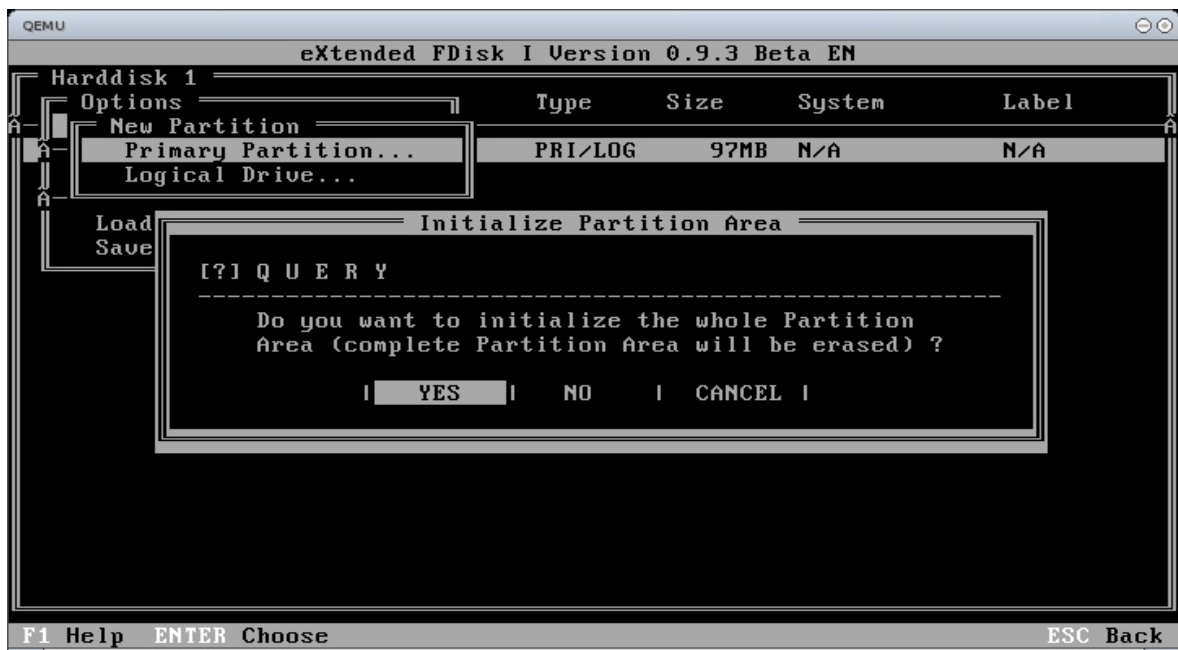 QEMU
eXtended FDisk I Version 0.9.3 Beta EN
Harddisk 1
Options Type Size System Label
New Partition
Primary Partition... PRI/LOG 97MB N/A N/A
Logical Drive...
Load Initialize Partition Area
Save
[?] Q U E R Y
Do you want to initialize the whole Partition
Area (complete Partition Area will be erased) ?
| YES | NO | CANCEL |
F1 Help ENTER Choose ESC Back